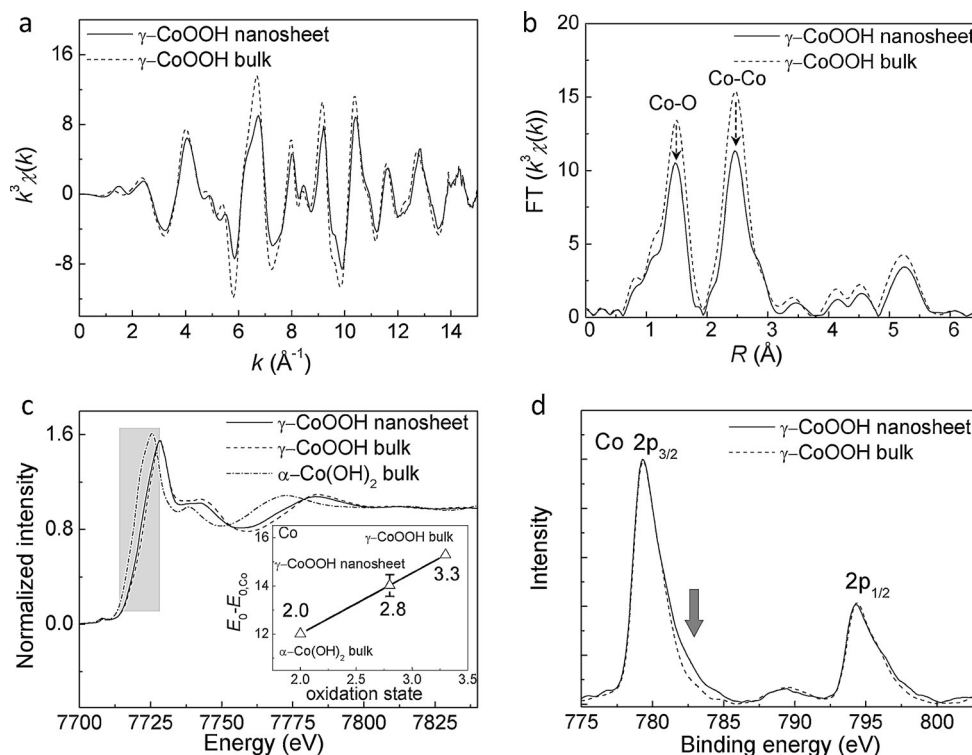 a
γ–CoOOH nanosheet
γ–CoOOH bulk
16
8
0
-8
k³χ(k)
0 2 4 6 8 10 12 14
k (Å⁻¹)
b
γ–CoOOH nanosheet
γ–CoOOH bulk
Co-O
Co-Co
20
15
10
5
0
FT (k³χ(k))
0 1 2 3 4 5 6
R (Å)
c
γ–CoOOH nanosheet
γ–CoOOH bulk
α–Co(OH)₂ bulk
1.6
0.8
0.0
Normalized intensity
7700 7725 7750 7775 7800 7825
Energy (eV)
Co
γ-CoOOH bulk
γ-CoOOH nanosheet
3.3
2.8
2.0
α-Co(OH)₂ bulk
16
14
12
E₀-E₀,Co
2.0 2.5 3.0 3.5
oxidation state
d
γ–CoOOH nanosheet
γ–CoOOH bulk
Co 2p₃/₂
2p₁/₂
Intensity
775 780 785 790 795 800
Binding energy (eV)